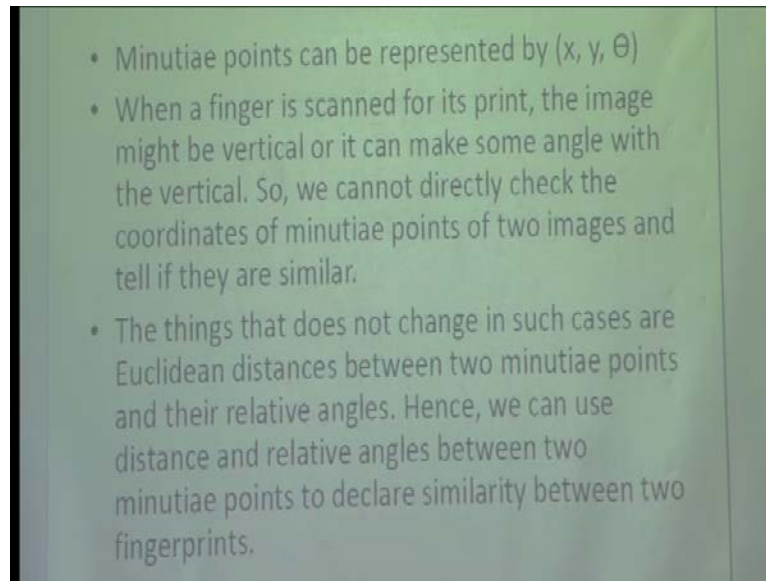 • Minutiae points can be represented by (x, y, Θ)
• When a finger is scanned for its print, the image
might be vertical or it can make some angle with
the vertical. So, we cannot directly check the
coordinates of minutiae points of two images and
tell if they are similar.
• The things that does not change in such cases are
Euclidean distances between two minutiae points
and their relative angles. Hence, we can use
distance and relative angles between two
minutiae points to declare similarity between two
fingerprints.